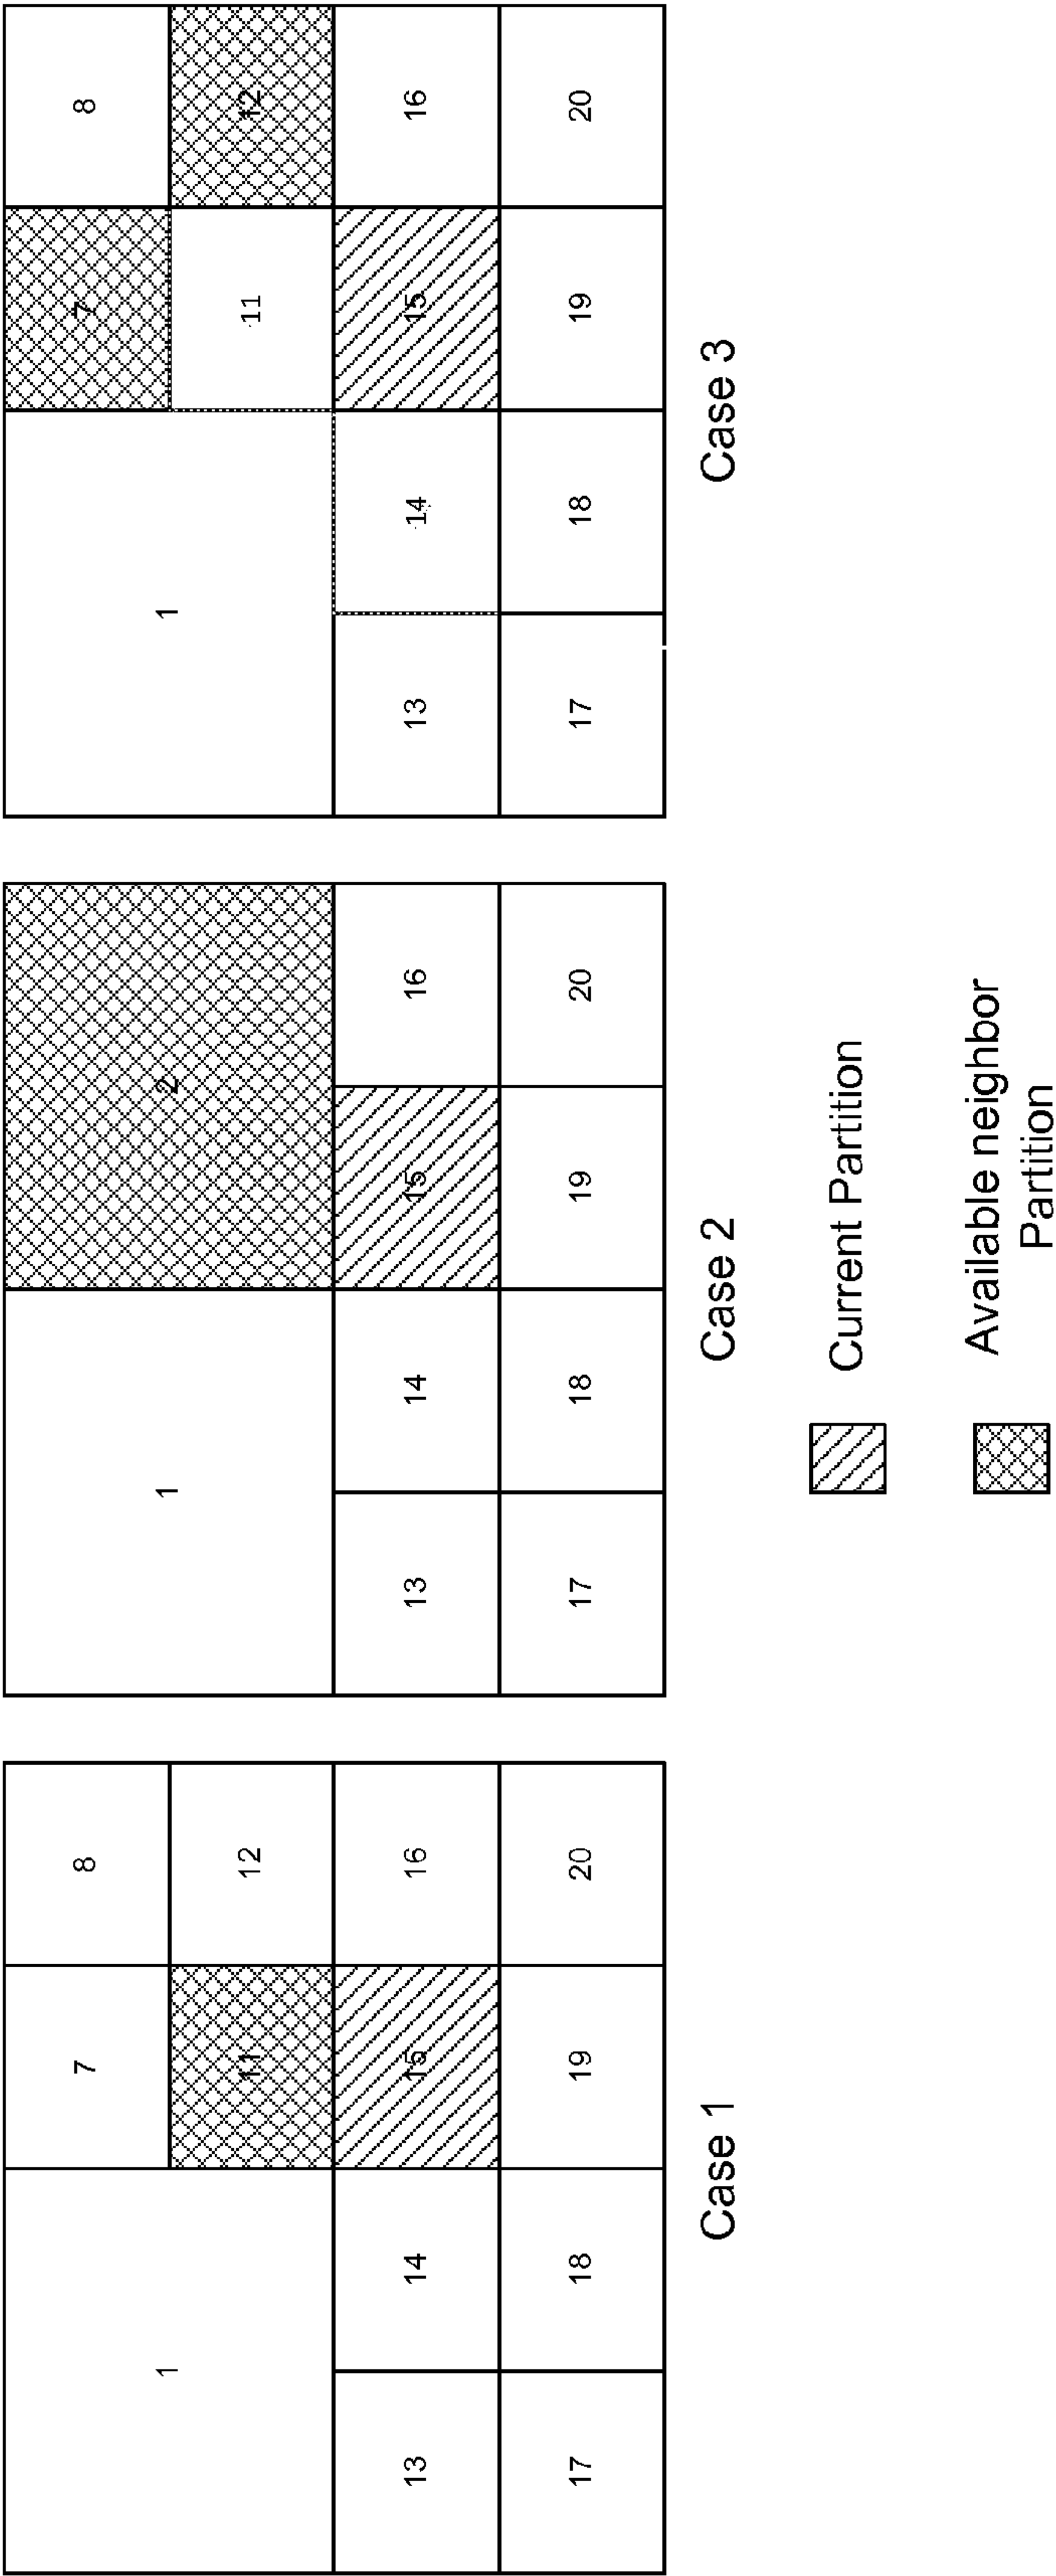 7 8
1
11 12
13 14 15 16
17 18 19 20
Case 1
1 2
13 14 15 16
17 18 19 20
Case 2
7 8
1
11 12
13 14 15 16
17 18 19 20
Case 3
Current Partition
Available neighbor
Partition